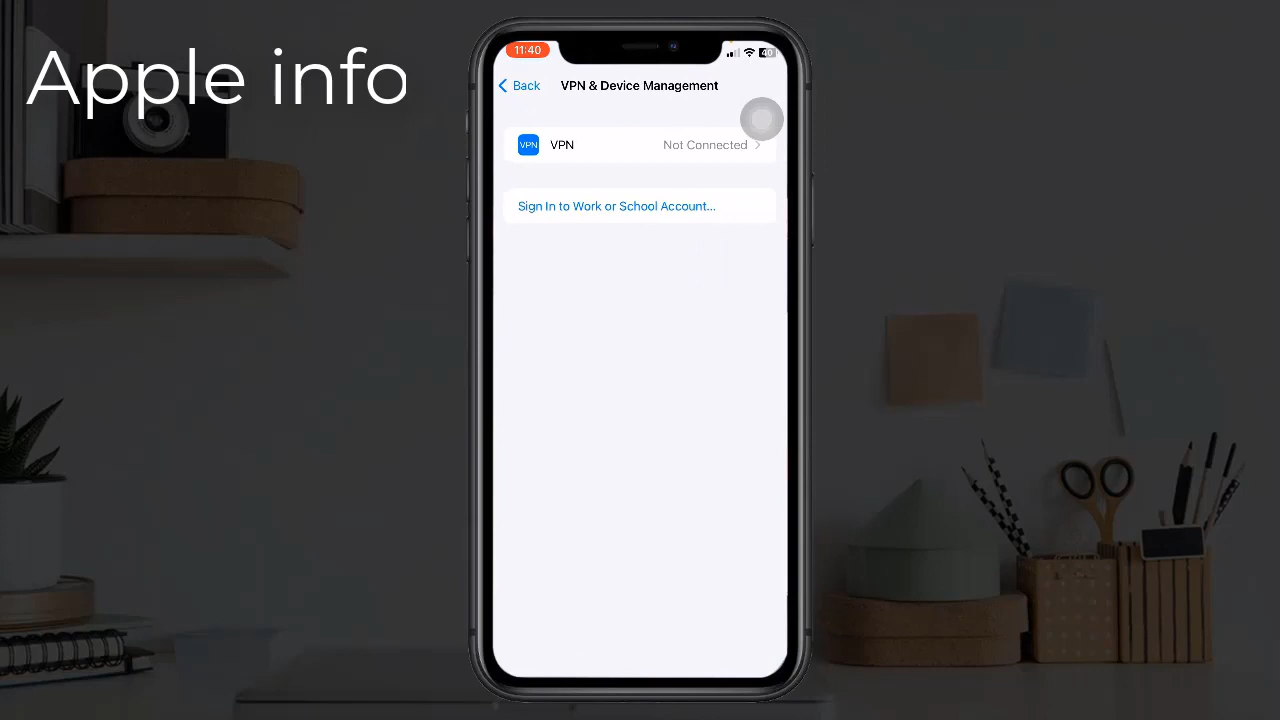 Apple info
11:40
40
Back
VPN & Device Management
VPN
VPN
Not Connected
Sign In to Work or School Account...